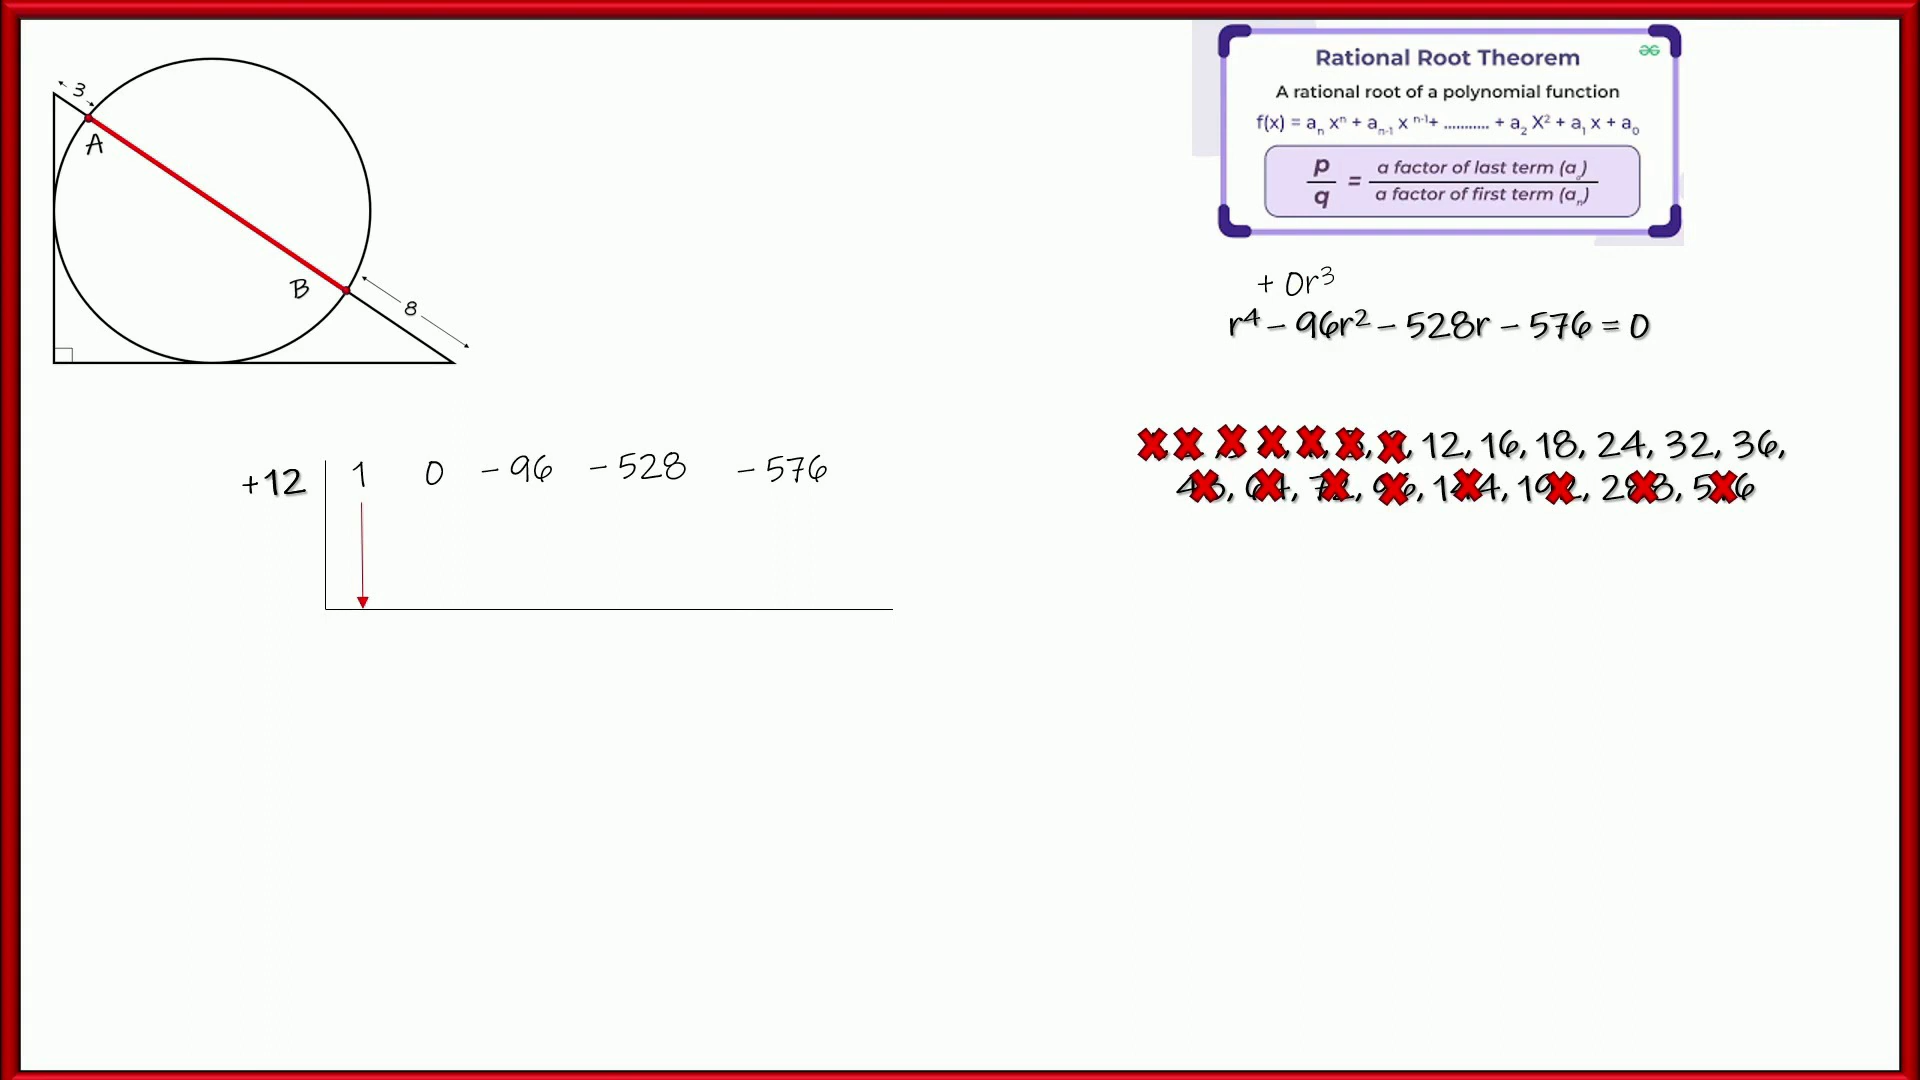 3
A
B
8
Rational Root Theorem
A rational root of a polynomial function
f(x) = aₙ xⁿ + aₙ₋₁ x ⁿ⁻¹+ ........... + a₂ X² + a₁ x + a₀
p/q = a factor of last term (a₀) / a factor of first term (aₙ)
+ 0r³
r⁴ – 96r² – 528r – 576 = 0
12, 16, 18, 24, 32, 36,
+12 1 0 – 96 – 528 – 576